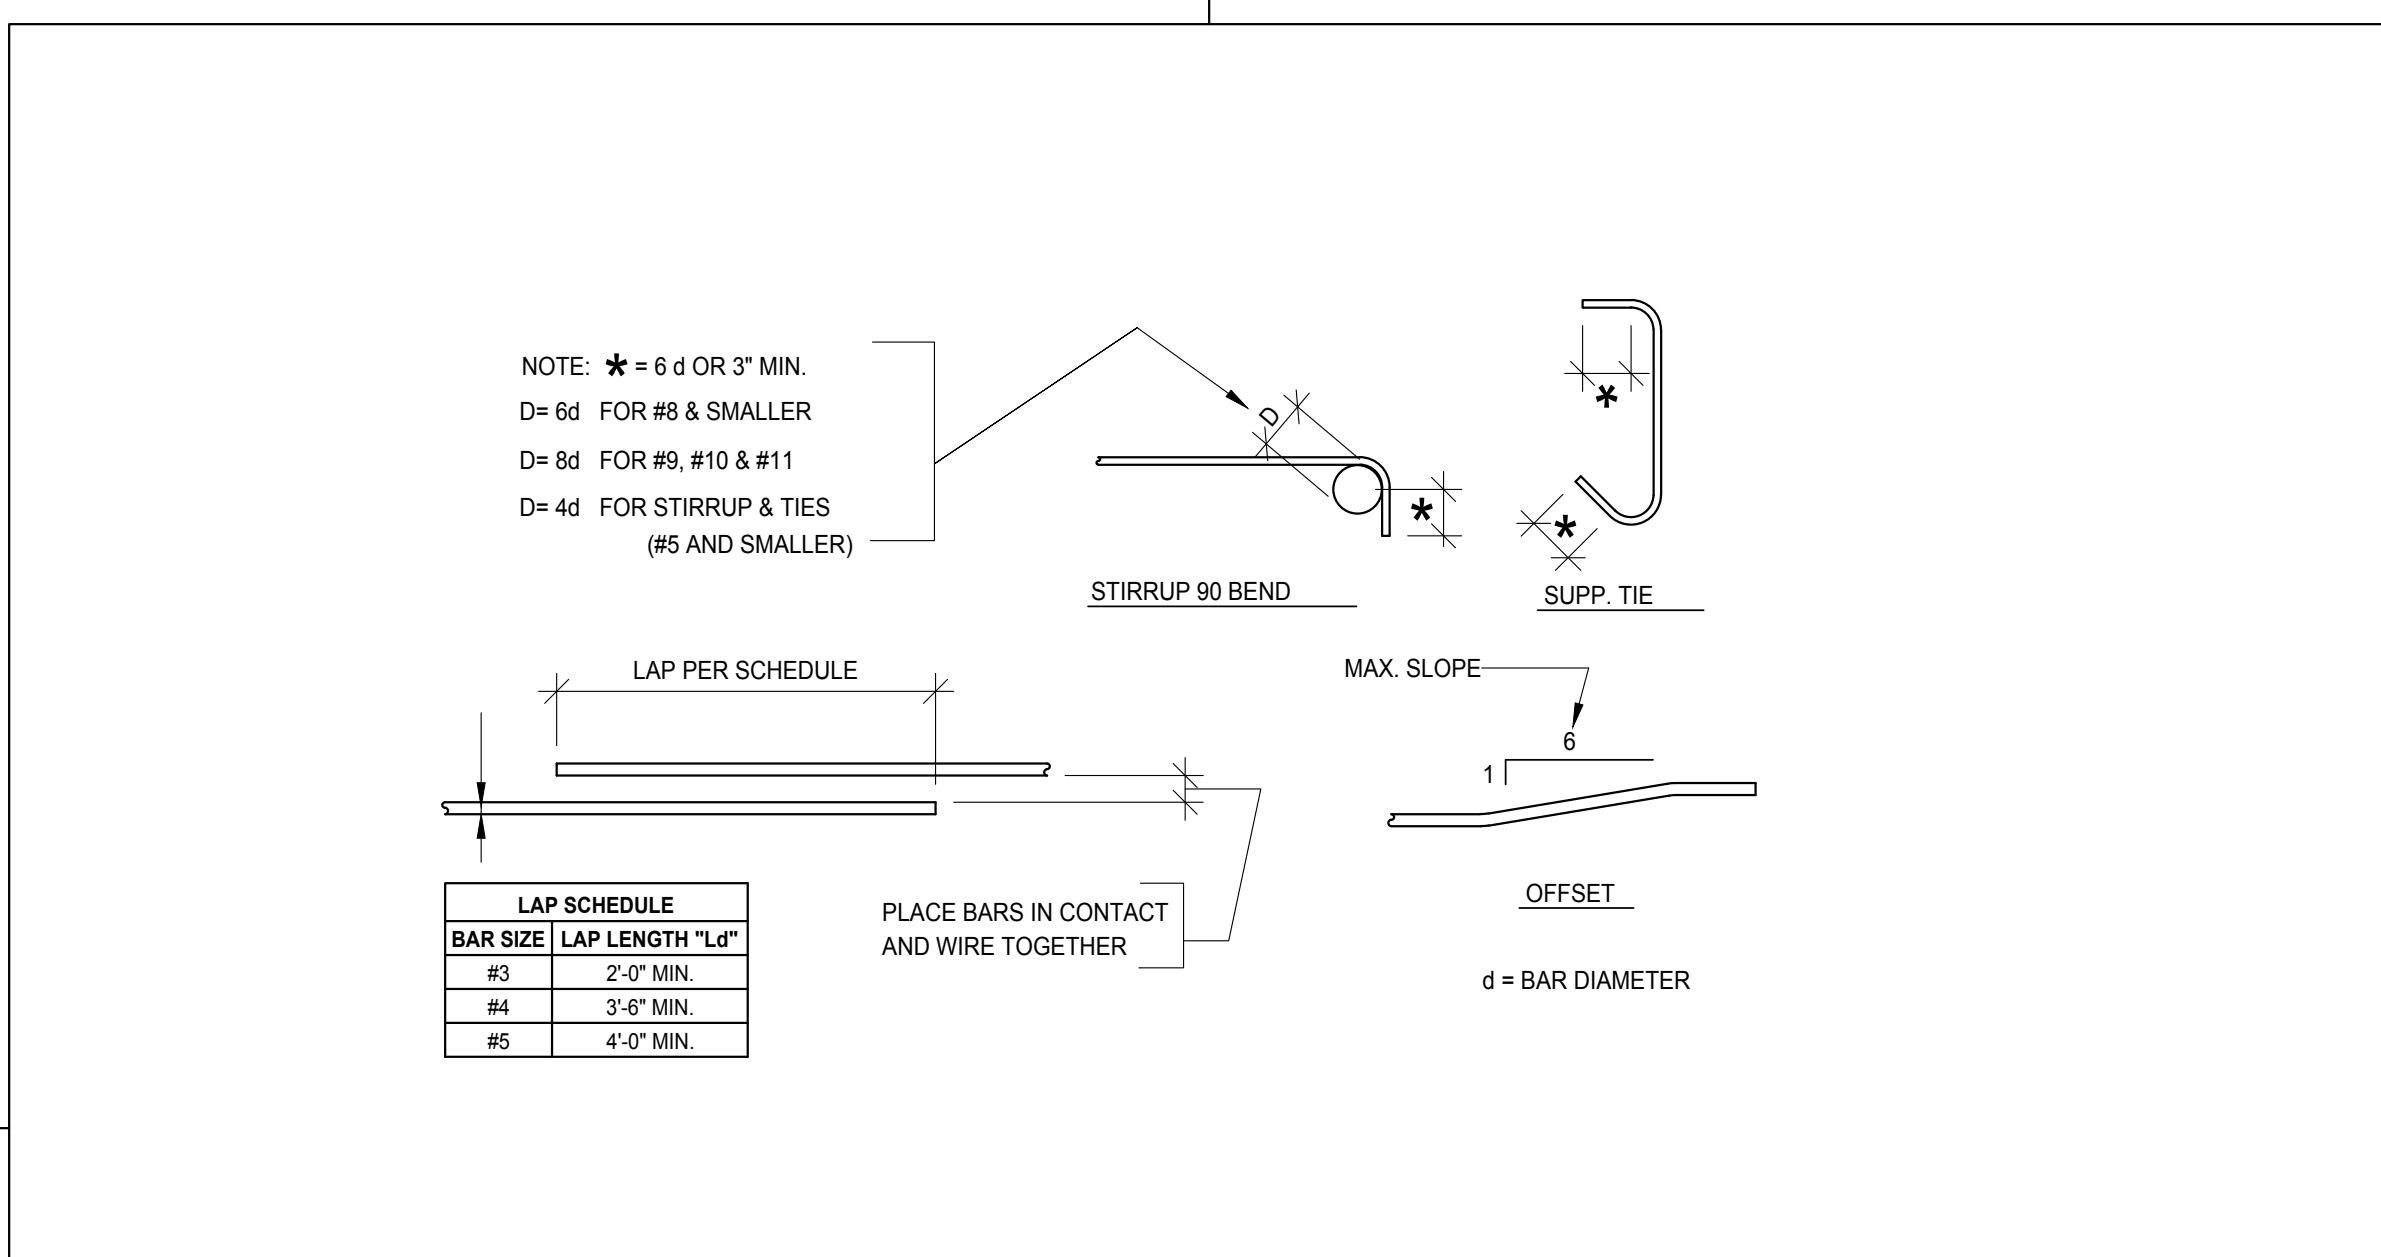 NOTE: * = 6 d OR 3" MIN.
D= 6d FOR #8 & SMALLER
D= 8d FOR #9, #10 & #11
D= 4d FOR STIRRUP & TIES
(#5 AND SMALLER)
D
*
STIRRUP 90 BEND
*
*
SUPP. TIE
LAP PER SCHEDULE
MAX. SLOPE
6
1
PLACE BARS IN CONTACT
AND WIRE TOGETHER
OFFSET
d = BAR DIAMETER
LAP SCHEDULE
BAR SIZE LAP LENGTH "Ld"
#3 2'-0" MIN.
#4 3'-6" MIN.
#5 4'-0" MIN.